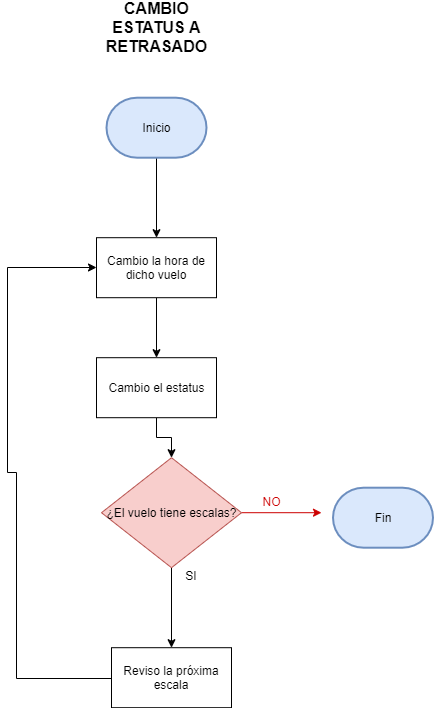 CAMBIO
ESTATUS A
RETRASADO
Inicio
Cambio la hora de
dicho vuelo
Cambio el estatus
¿El vuelo tiene escalas?
NO
Fin
SI
Reviso la próxima
escala